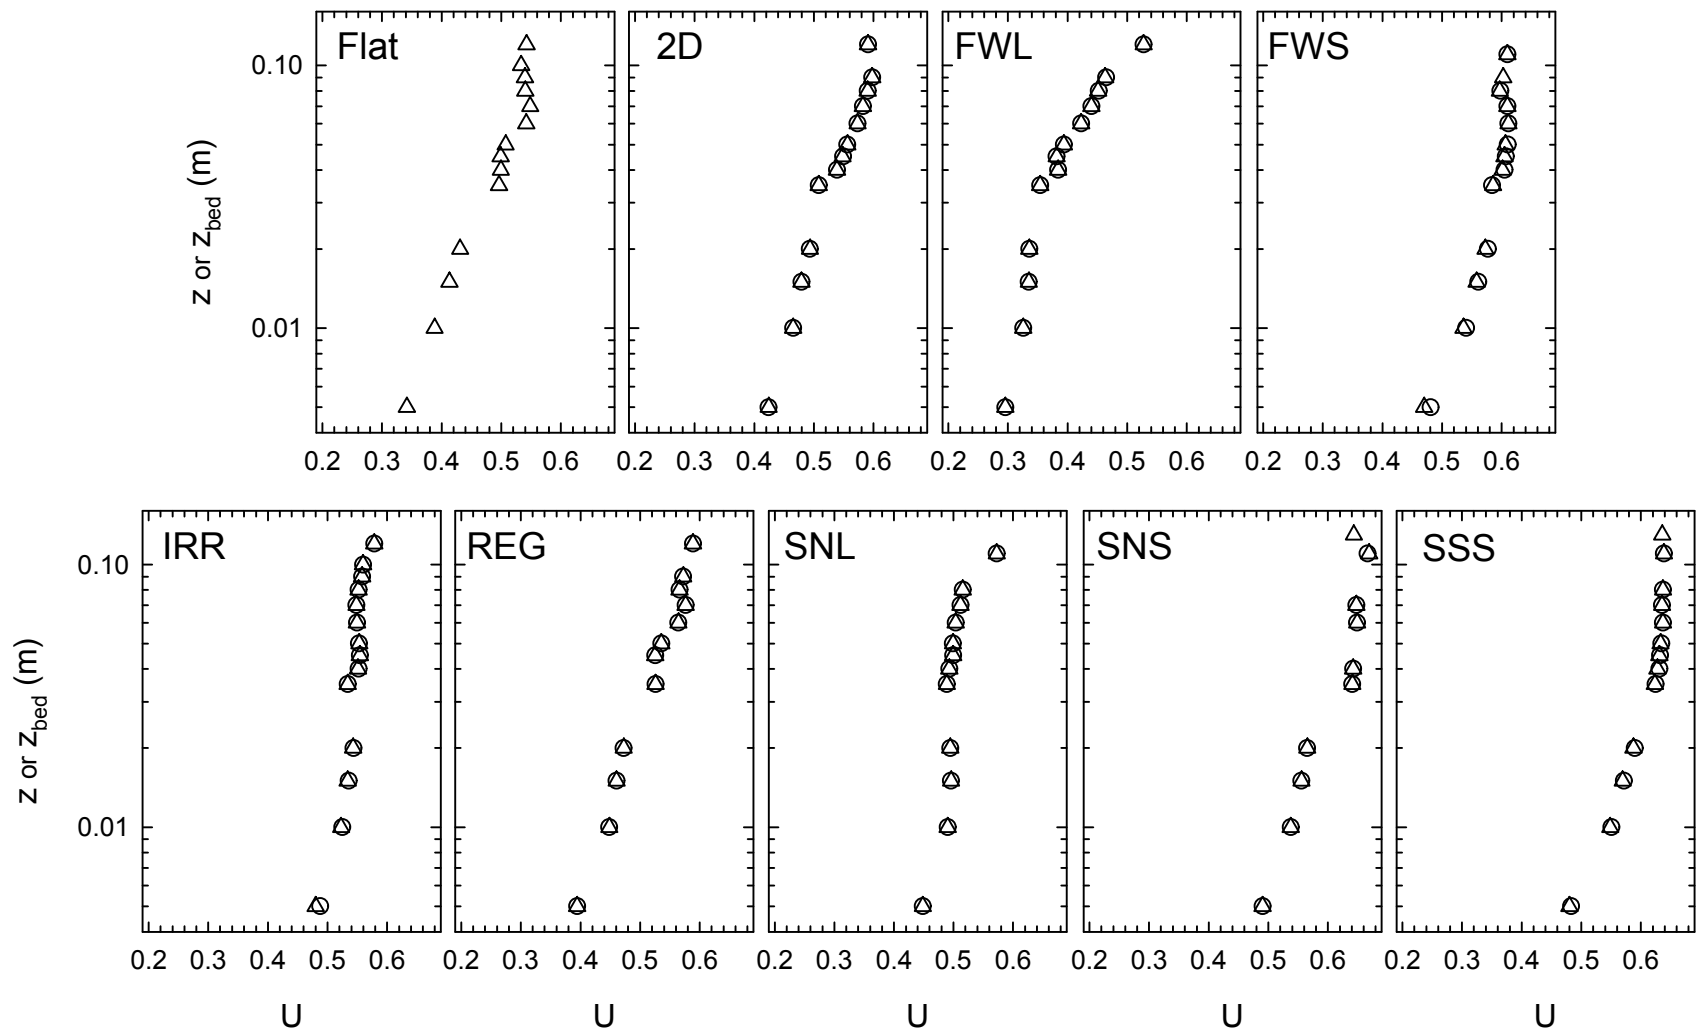 Flat 2D FWL FWS
0.10
z or z_bed (m)
0.01
0.2 0.3 0.4 0.5 0.6 0.2 0.3 0.4 0.5 0.6 0.2 0.3 0.4 0.5 0.6 0.2 0.3 0.4 0.5 0.6
IRR REG SNL SNS SSS
0.10
z or z_bed (m)
0.01
0.2 0.3 0.4 0.5 0.6 0.2 0.3 0.4 0.5 0.6 0.2 0.3 0.4 0.5 0.6 0.2 0.3 0.4 0.5 0.6 0.2 0.3 0.4 0.5 0.6
U U U U U